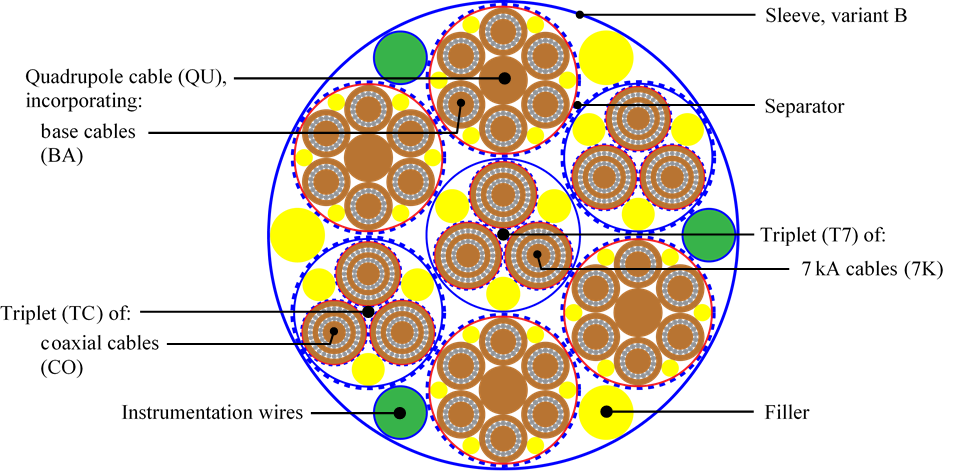 Sleeve, variant B
Quadrupole cable (QU),
incorporating:
base cables
(BA)
Separator
Triplet (T7) of:
7 kA cables (7K)
Triplet (TC) of:
coaxial cables
(CO)
Instrumentation wires
Filler